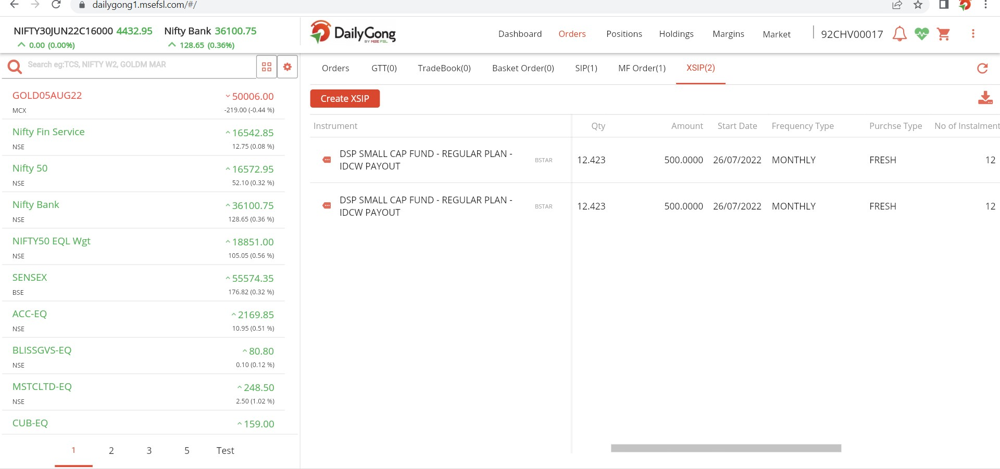 dailygong1.msefsl.com/#/
NIFTY30JUN22C16000 4432.95 Nifty Bank 36100.75
0.00 (0.00%) 128.65 (0.36%)
DailyGong
BY MSE FSL
Dashboard Orders Positions Holdings Margins Market 92CHV00017
Search eg:TCS, NIFTY W2, GOLDM MAR
GOLD05AUG22 50006.00
MCX -219.00 (-0.44 %)
Nifty Fin Service 16542.85
NSE 12.75 (0.08 %)
Nifty 50 16572.95
NSE 52.10 (0.32 %)
Nifty Bank 36100.75
NSE 128.65 (0.36 %)
NIFTY50 EQL Wgt 18851.00
NSE 105.05 (0.56 %)
SENSEX 55574.35
BSE 176.82 (0.32 %)
ACC-EQ 2169.85
NSE 10.95 (0.51 %)
BLISSGVS-EQ 80.80
NSE 0.10 (0.12 %)
MSTCLTD-EQ 248.50
NSE 2.50 (1.02 %)
CUB-EQ 159.00
1 2 3 5 Test
Orders GTT(0) TradeBook(0) Basket Order(0) SIP(1) MF Order(1) XSIP(2)
Create XSIP
Instrument Qty Amount Start Date Frequency Type Purchse Type No of Instalment
DSP SMALL CAP FUND - REGULAR PLAN -
IDCW PAYOUT BSTAR 12.423 500.0000 26/07/2022 MONTHLY FRESH 12
DSP SMALL CAP FUND - REGULAR PLAN -
IDCW PAYOUT BSTAR 12.423 500.0000 26/07/2022 MONTHLY FRESH 12